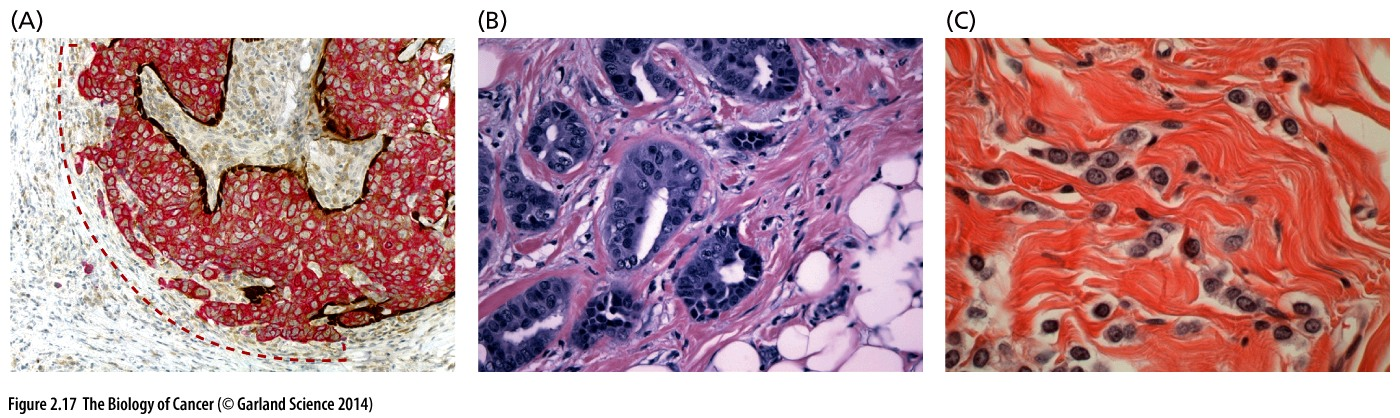 (A)
(B)
(C)
Figure 2.17 The Biology of Cancer (© Garland Science 2014)